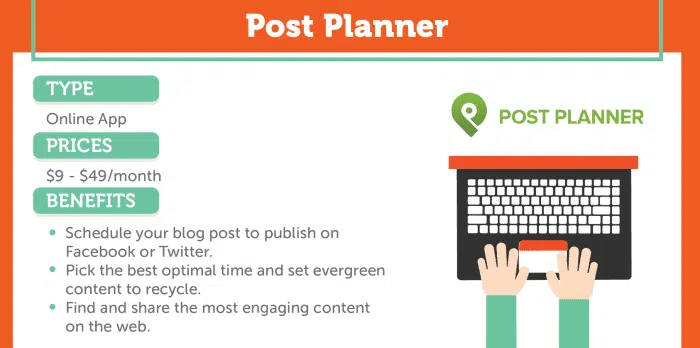 Post Planner
TYPE
Online App
PRICES
$9 - $49/month
BENEFITS
Schedule your blog post to publish on
Facebook or Twitter.
Pick the best optimal time and set evergreen
content to recycle.
Find and share the most engaging content
on the web.
POST PLANNER